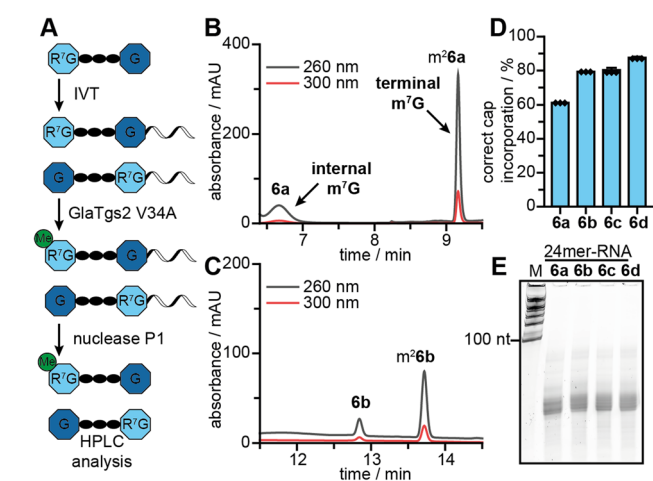 A
R⁷G
G
IVT
R⁷G
G
G
R⁷G
GlaTgs2 V34A
Me
R⁷G
G
G
R⁷G
nuclease P1
Me
R⁷G
G
G
R⁷G
HPLC
analysis
B
absorbance / mAU
400
200
0
260 nm
300 nm
m²6a
terminal
m⁷G
internal
m⁷G
6a
7
8
9
time / min
C
absorbance / mAU
200
100
0
260 nm
300 nm
m²6b
6b
12
13
14
time / min
D
correct cap
incorporation / %
100
80
60
40
20
0
6a 6b 6c 6d
E
24mer-RNA
M 6a 6b 6c 6d
100 nt